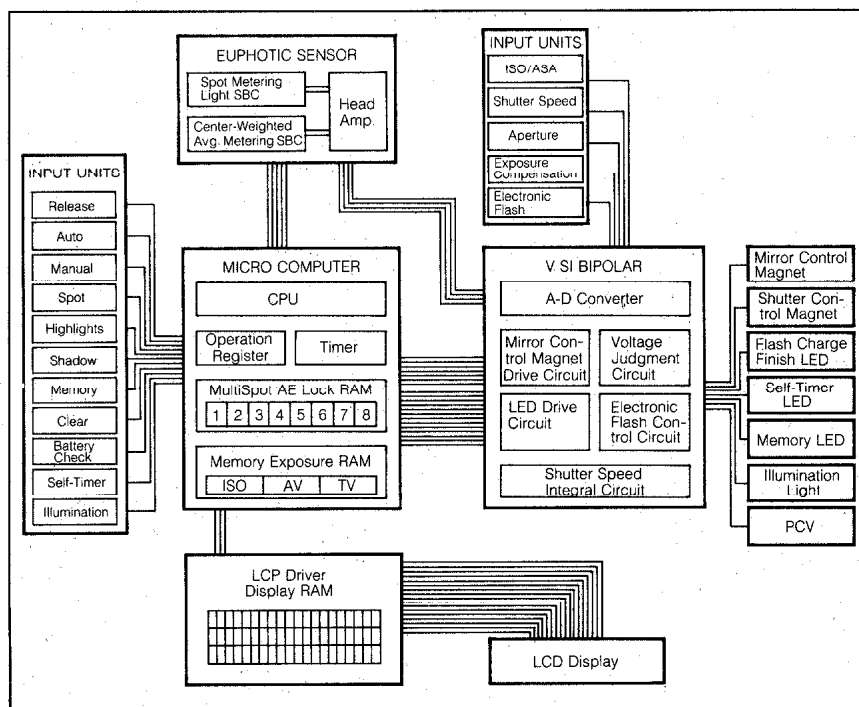 EUPHOTIC SENSOR
Spot Metering
Light SBC
Center-Weighted
Avg. Metering SBC
Head
Amp.
INPUT UNITS
ISO/ASA
Shutter Speed
Aperture
Exposure
Compensation
Electronic
Flash
INPUT UNITS
Release
Auto
Manual
Spot
Highlights
Shadow
Memory
Clear
Battery
Check
Self-Timer
Illumination
MICRO COMPUTER
CPU
Operation
Register
Timer
MultiSpot AE Lock RAM
1 2 3 4 5 6 7 8
Memory Exposure RAM
ISO AV TV
V SI BIPOLAR
A-D Converter
Mirror Con-
trol Magnet
Drive Circuit
Voltage
Judgment
Circuit
LED Drive
Circuit
Electronic
Flash Con-
trol Circuit
Shutter Speed
Integral Circuit
Mirror Control
Magnet
Shutter Con-
trol Magnet
Flash Charge
Finish LED
Self-Timer
LED
Memory LED
Illumination
Light
PCV
LCP Driver
Display RAM
LCD Display